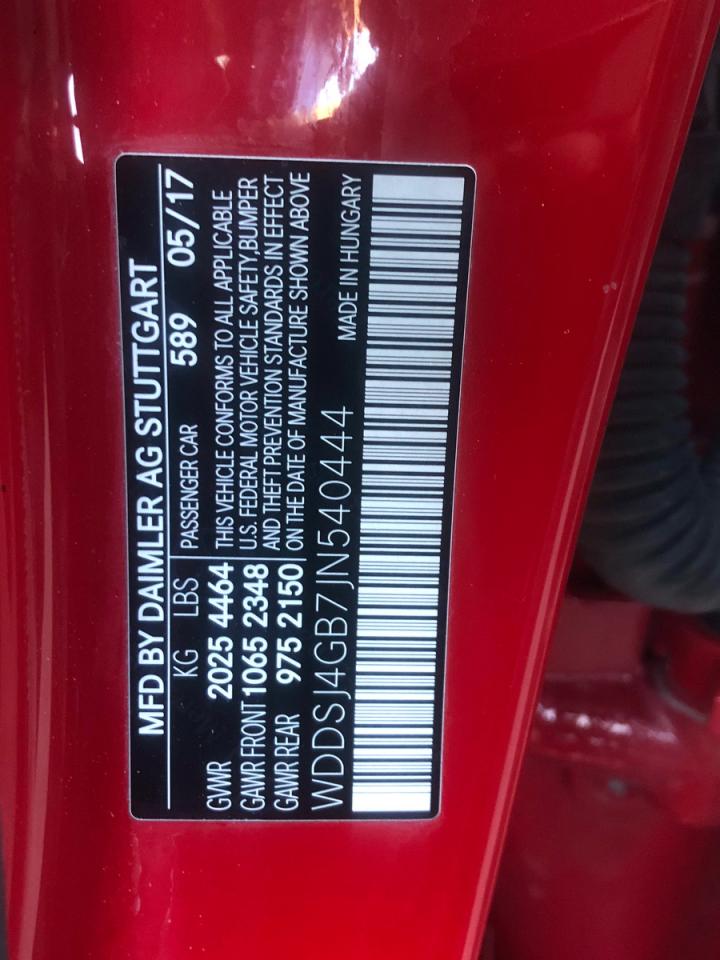 MFD BY DAIMLER AG STUTTGART
KG LBS PASSENGER CAR 589 05/17
GVWR 2025 4464 THIS VEHICLE CONFORMS TO ALL APPLICABLE
GAWR FRONT 1065 2348 U.S. FEDERAL MOTOR VEHICLE SAFETY,BUMPER
GAWR REAR 975 2150 AND THEFT PREVENTION STANDARDS IN EFFECT
ON THE DATE OF MANUFACTURE SHOWN ABOVE
WDDSJ4GB7JN540444 MADE IN HUNGARY